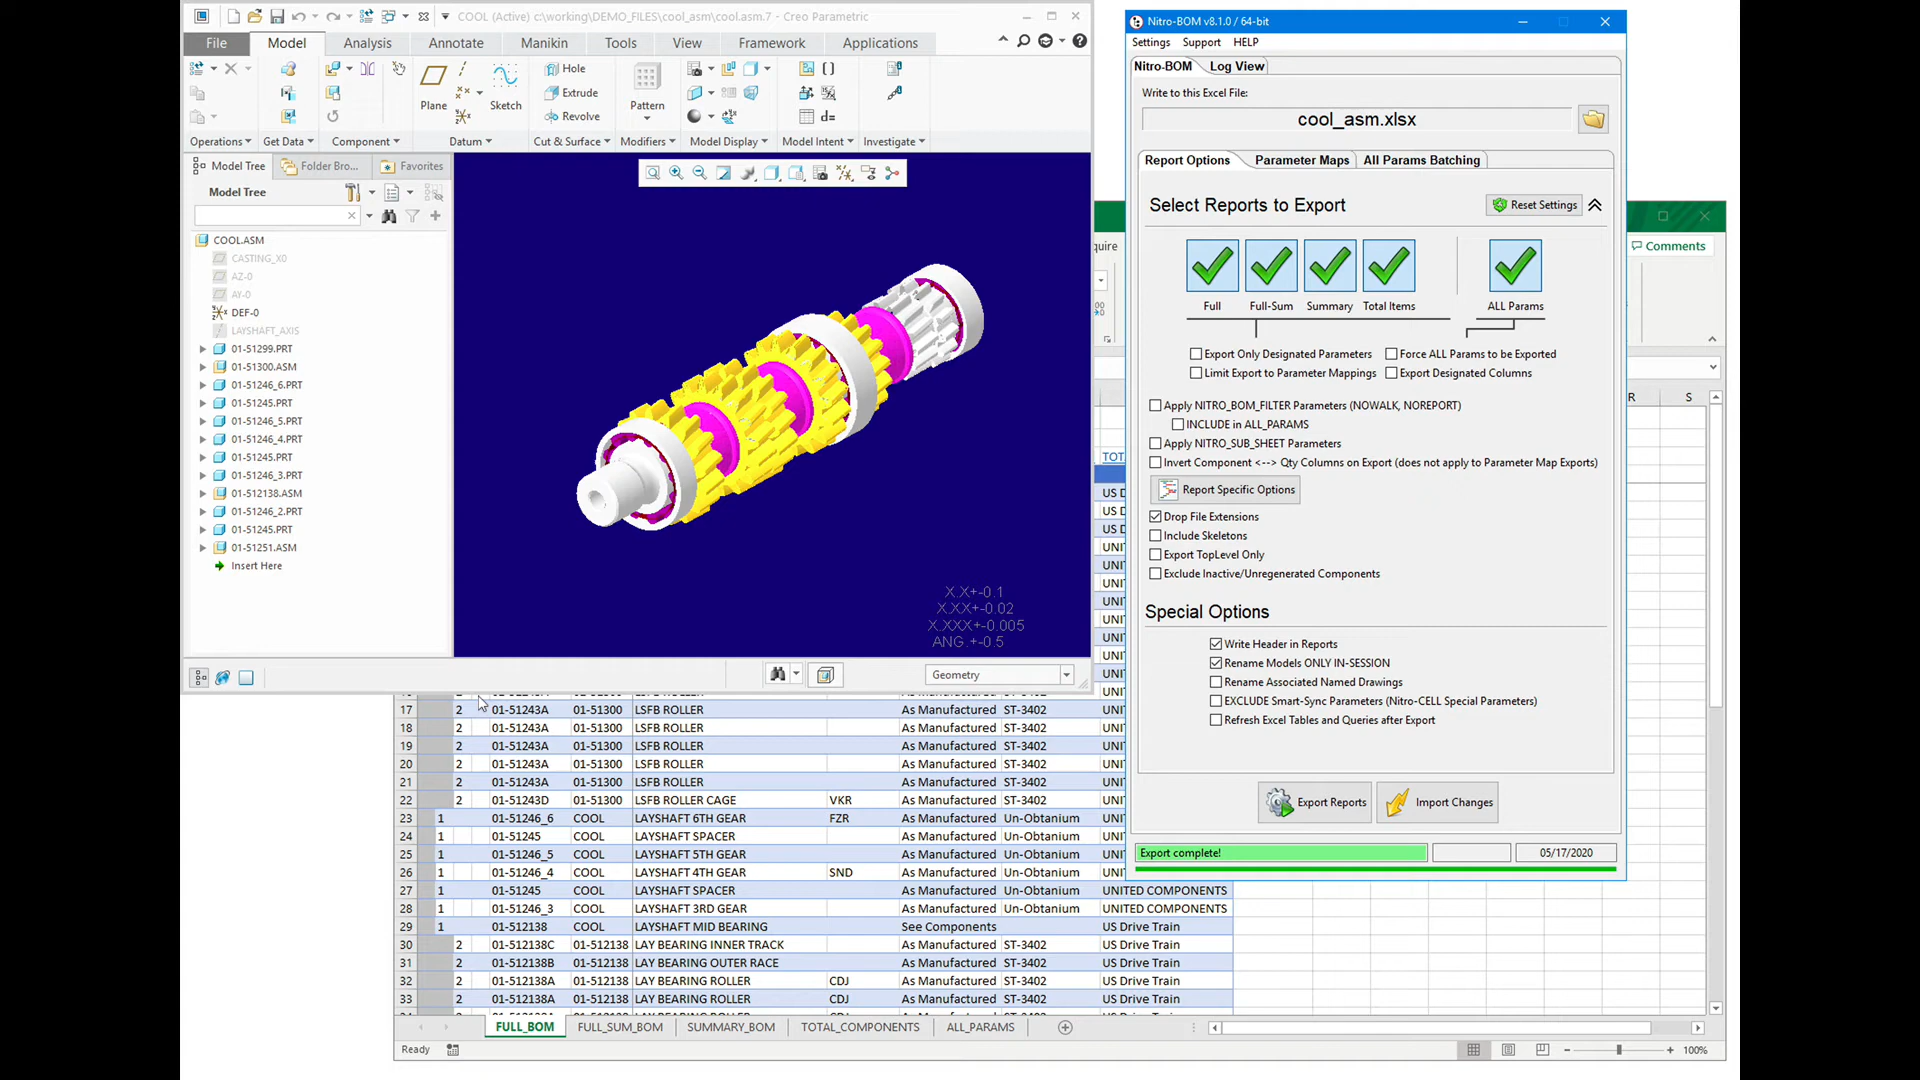 COOL (Active) c:\working\DEMO_FILES\cool_asm\cool.asm.7 - Creo Parametric
File Model Analysis Annotate Manikin Tools View Framework Applications
Hole
Extrude
Revolve
Plane Sketch Pattern
Operations Get Data Component Datum Cut & Surface Modifiers Model Display Model Intent Investigate
Model Tree Folder Bro... Favorites
Model Tree
COOL.ASM
CASTING_X0
AZ-0
AY-0
DEF-0
LAYSHAFT_AXIS
01-51299.PRT
01-51300.ASM
01-51246_6.PRT
01-51245.PRT
01-51246_5.PRT
01-51246_4.PRT
01-51245.PRT
01-51246_3.PRT
01-512138.ASM
01-51246_2.PRT
01-51245.PRT
01-51251.ASM
Insert Here
X.X+-0.1
X.XX+-0.02
X.XXX+-0.005
ANG.+-0.5
Geometry
Nitro-BOM v8.1.0 / 64-bit
Settings Support HELP
Nitro-BOM Log View
Write to this Excel File:
cool_asm.xlsx
Report Options Parameter Maps All Params Batching
Select Reports to Export
Reset Settings
Full Full-Sum Summary Total Items ALL Params
Export Only Designated Parameters Force ALL Params to be Exported
Limit Export to Parameter Mappings Export Designated Columns
Apply NITRO_BOM_FILTER Parameters (NOWALK, NOREPORT)
INCLUDE in ALL_PARAMS
Apply NITRO_SUB_SHEET Parameters
Invert Component <--> Qty Columns on Export (does not apply to Parameter Map Exports)
Report Specific Options
Drop File Extensions
Include Skeletons
Export TopLevel Only
Exclude Inactive/Unregenerated Components
Special Options
Write Header in Reports
Rename Models ONLY IN-SESSION
Rename Associated Named Drawings
EXCLUDE Smart-Sync Parameters (Nitro-CELL Special Parameters)
Refresh Excel Tables and Queries after Export
Export Reports Import Changes
Export complete! 05/17/2020
Comments
quire
R S
TOT
US D
US D
US D
UNIT
UNIT
UNI
UNI
UNI
UNI
UNI
UNI
17 2 01-51243A 01-51300 LSFB ROLLER As Manufactured ST-3402 UNI
18 2 01-51243A 01-51300 LSFB ROLLER As Manufactured ST-3402 UNI
19 2 01-51243A 01-51300 LSFB ROLLER As Manufactured ST-3402 UNI
20 2 01-51243A 01-51300 LSFB ROLLER As Manufactured ST-3402 UNI
21 2 01-51243A 01-51300 LSFB ROLLER As Manufactured ST-3402 UNI
22 2 01-51243D 01-51300 LSFB ROLLER CAGE VKR As Manufactured ST-3402 UNI
23 1 01-51246_6 COOL LAYSHAFT 6TH GEAR FZR As Manufactured Un-Obtanium UNI
24 1 01-51245 COOL LAYSHAFT SPACER As Manufactured Un-Obtanium UNI
25 1 01-51246_5 COOL LAYSHAFT 5TH GEAR As Manufactured Un-Obtanium UNI
26 1 01-51246_4 COOL LAYSHAFT 4TH GEAR SND As Manufactured Un-Obtanium UNI
27 1 01-51245 COOL LAYSHAFT SPACER As Manufactured Un-Obtanium UNITED COMPONENTS
28 1 01-51246_3 COOL LAYSHAFT 3RD GEAR As Manufactured Un-Obtanium UNITED COMPONENTS
29 1 01-512138 COOL LAYSHAFT MID BEARING See Components US Drive Train
30 2 01-512138C 01-512138 LAY BEARING INNER TRACK As Manufactured ST-3402 US Drive Train
31 2 01-512138B 01-512138 LAY BEARING OUTER RACE As Manufactured ST-3402 US Drive Train
32 2 01-512138A 01-512138 LAY BEARING ROLLER CDJ As Manufactured ST-3402 US Drive Train
33 2 01-512138A 01-512138 LAY BEARING ROLLER CDJ As Manufactured ST-3402 US Drive Train
FULL_BOM FULL_SUM_BOM SUMMARY_BOM TOTAL_COMPONENTS ALL_PARAMS
Ready 100%